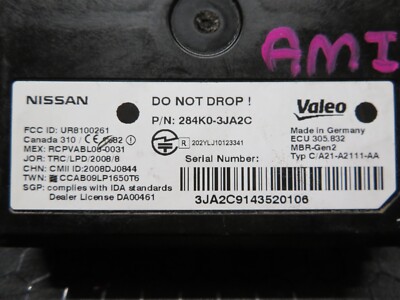 AMI
NISSAN
DO NOT DROP !
Valeo
P/N: 284K0-3JA2C
FCC ID: UR8100261
Canada 310 / CE 0682 !
MEX: RCPVABL08-0031
JOR: TRC/LPD/2008/8
CHN: CMII ID:2008DJ0844
TWN: CCAB09LP1650T6
SGP: complies with IDA standards
Dealer License DA00461
R 202YLJ10123341
Serial Number
3JA2C9143520106
Made in Germany
ECU 305.832
MBR-Gen2
Typ C/A21-A2111-AA